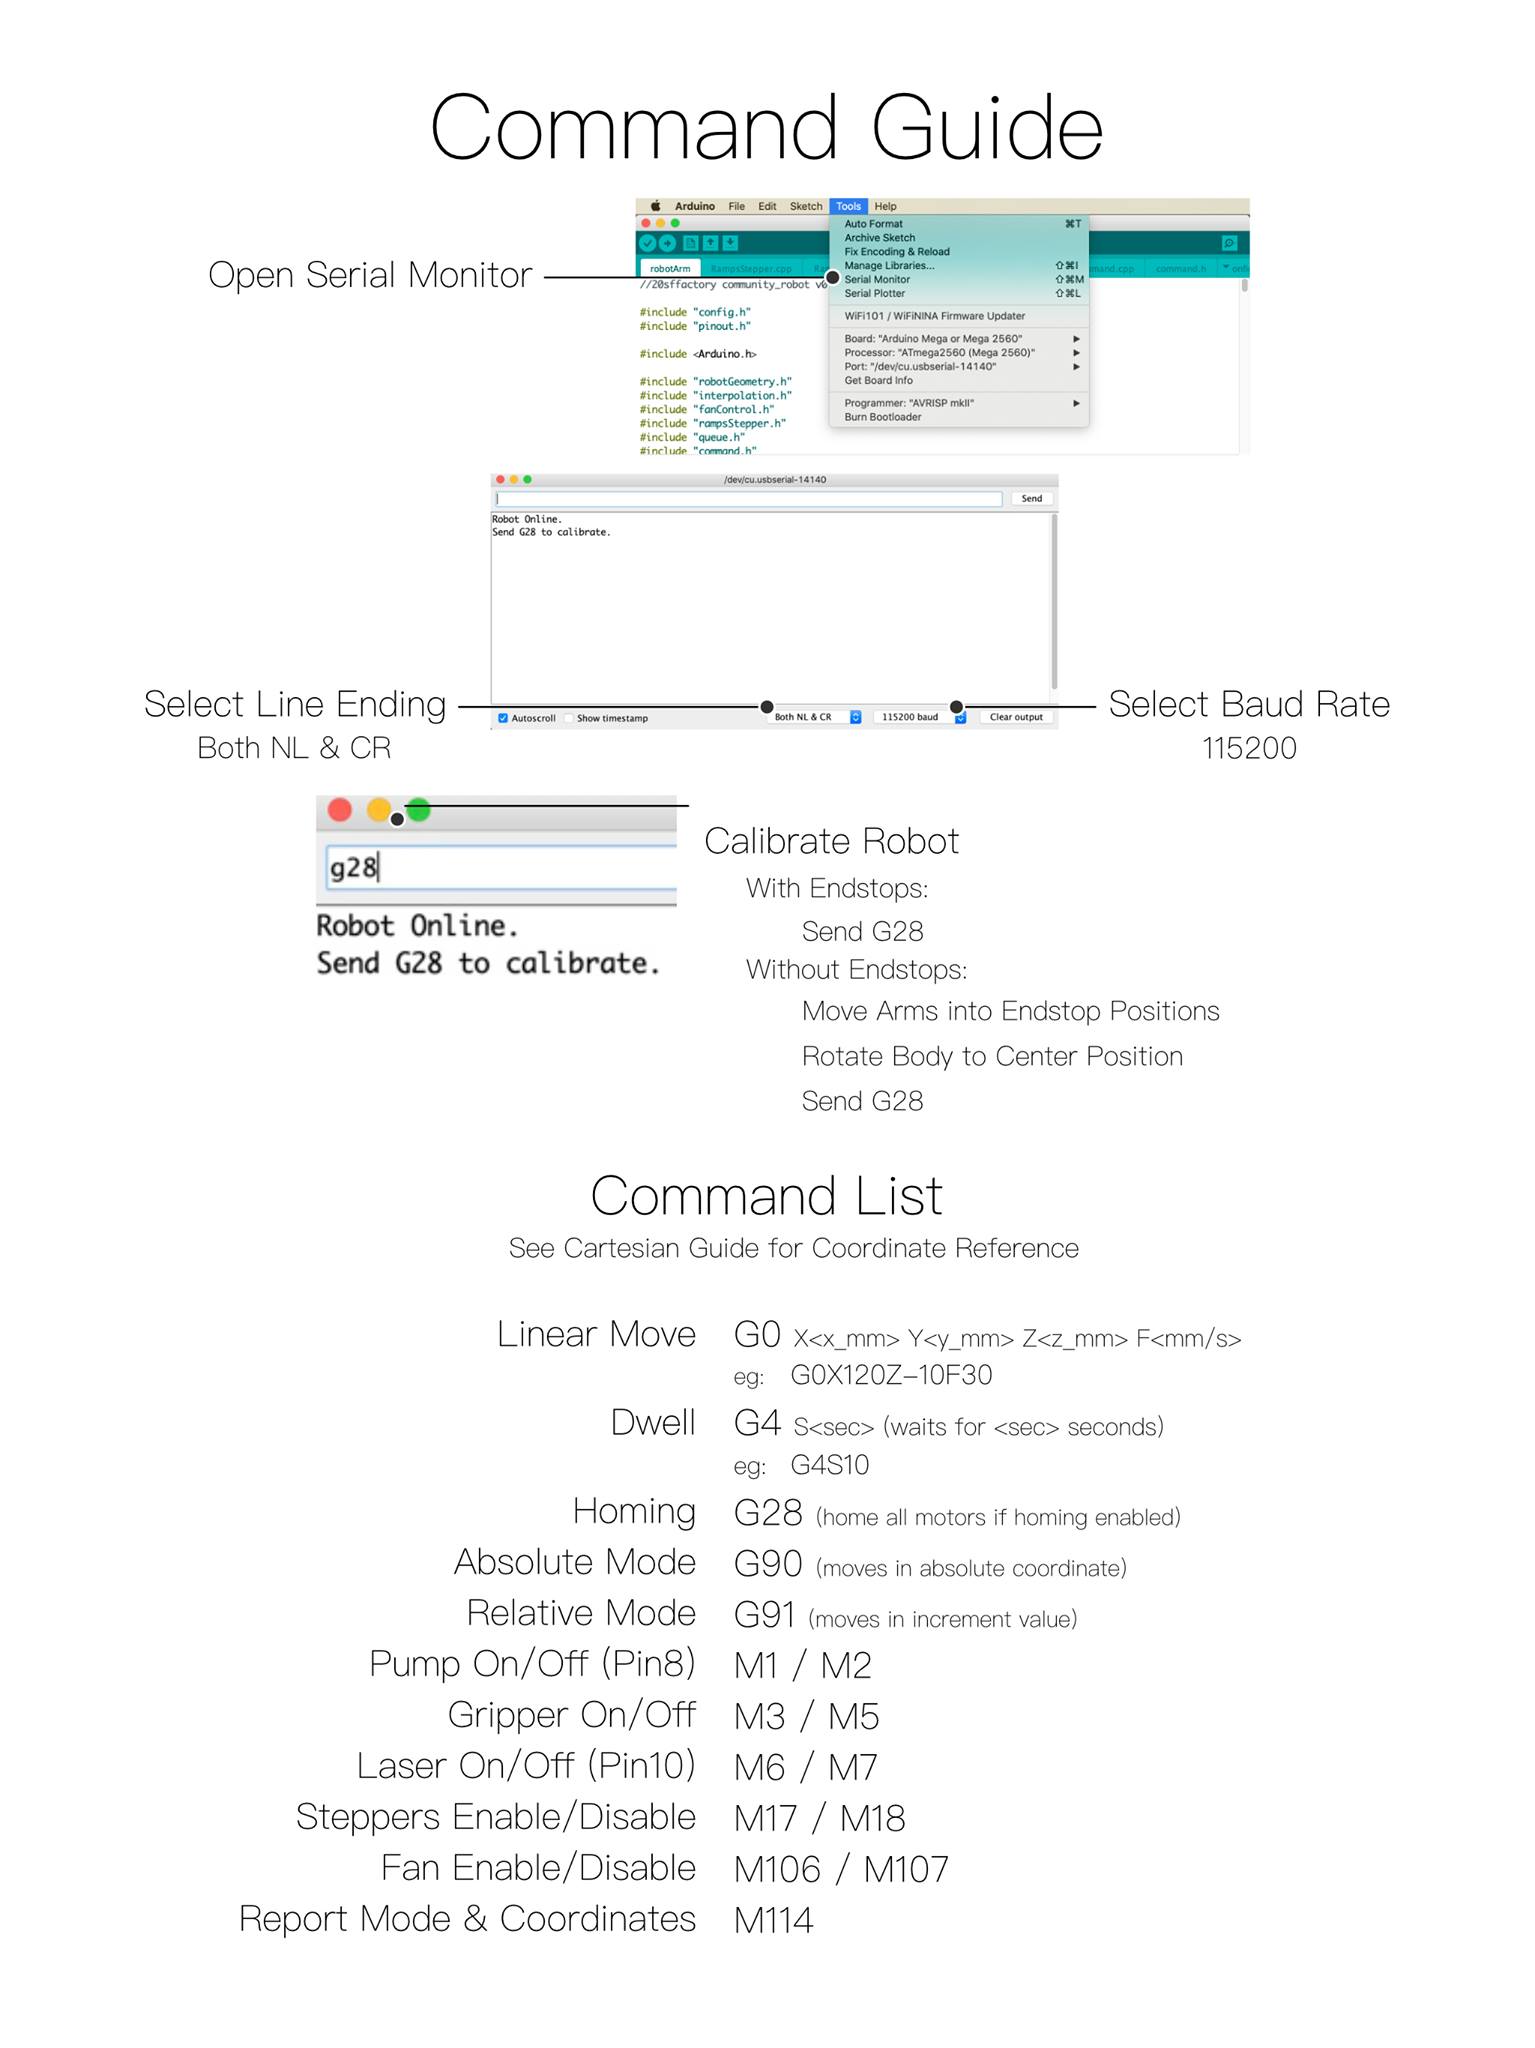 Command Guide
Arduino File Edit Sketch Tools Help
Auto Format ⌘T
Archive Sketch
Fix Encoding & Reload
Manage Libraries... ⇧⌘I
Serial Monitor ⇧⌘M
Serial Plotter ⇧⌘L
WiFi101 / WiFiNINA Firmware Updater
Board: "Arduino Mega or Mega 2560"
Processor: "ATmega2560 (Mega 2560)"
Port: "/dev/cu.usbserial-14140"
Get Board Info
Programmer: "AVRISP mkII"
Burn Bootloader
robotArm RampsStepper.cpp command.h
//20sffactory community_robot
#include "config.h"
#include "pinout.h"
#include <Arduino.h>
#include "robotGeometry.h"
#include "interpolation.h"
#include "fanControl.h"
#include "rampsStepper.h"
#include "queue.h"
#include "command.h"
Open Serial Monitor
/dev/cu.usbserial-14140
Send
Robot Online.
Send G28 to calibrate.
Autoscroll Show timestamp Both NL & CR 115200 baud Clear output
Select Line Ending
Both NL & CR
Select Baud Rate
115200
g28
Robot Online.
Send G28 to calibrate.
Calibrate Robot
With Endstops:
Send G28
Without Endstops:
Move Arms into Endstop Positions
Rotate Body to Center Position
Send G28
Command List
See Cartesian Guide for Coordinate Reference
Linear Move G0 X<x_mm> Y<y_mm> Z<z_mm> F<mm/s>
eg: G0X120Z-10F30
Dwell G4 S<sec> (waits for <sec> seconds)
eg: G4S10
Homing G28 (home all motors if homing enabled)
Absolute Mode G90 (moves in absolute coordinate)
Relative Mode G91 (moves in increment value)
Pump On/Off (Pin8) M1 / M2
Gripper On/Off M3 / M5
Laser On/Off (Pin10) M6 / M7
Steppers Enable/Disable M17 / M18
Fan Enable/Disable M106 / M107
Report Mode & Coordinates M114